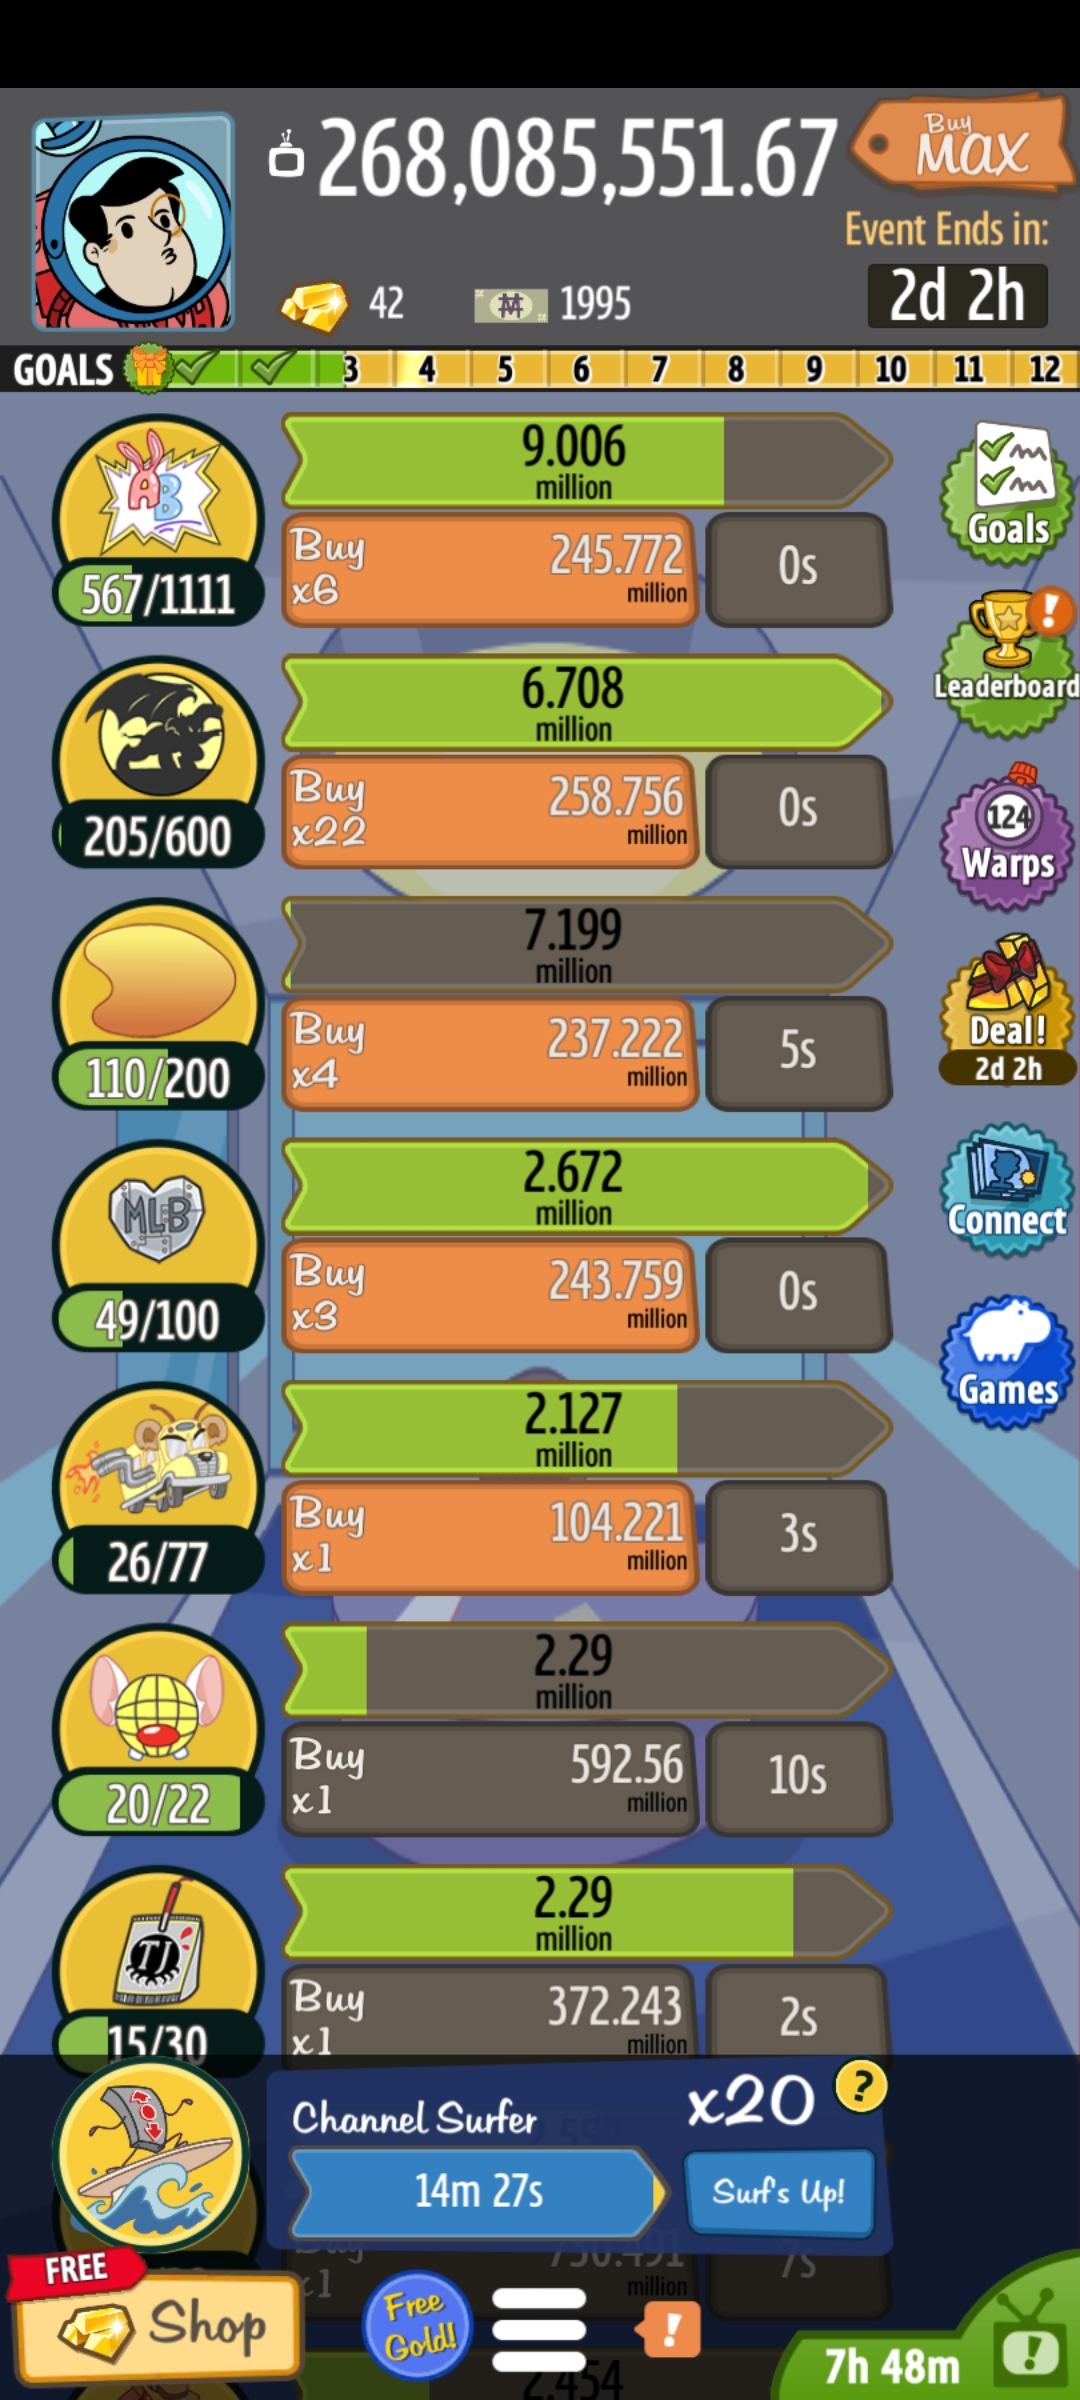 268,085,551.67
Buy
MAX
Event Ends in:
2d 2h
42
1995
GOALS 3 4 5 6 7 8 9 10 11 12
AB
567/1111
9.006
million
Buy
x6
245.772
million
0s
Goals
205/600
6.708
million
Buy
x22
258.756
million
0s
!
Leaderboard
124
Warps
110/200
7.199
million
Buy
x4
237.222
million
5s
Deal!
2d 2h
MLB
49/100
2.672
million
Buy
x3
243.759
million
0s
Connect
Games
26/77
2.127
million
Buy
x1
104.221
million
3s
20/22
2.29
million
Buy
x1
592.56
million
10s
TJ
15/30
2.29
million
Buy
x1
372.243
million
2s
Channel Surfer
x20
?
14m 27s
Surf's Up!
Buy
x1
730.491
million
7s
FREE
Shop
Free
Gold!
!
2.454
7h 48m
!